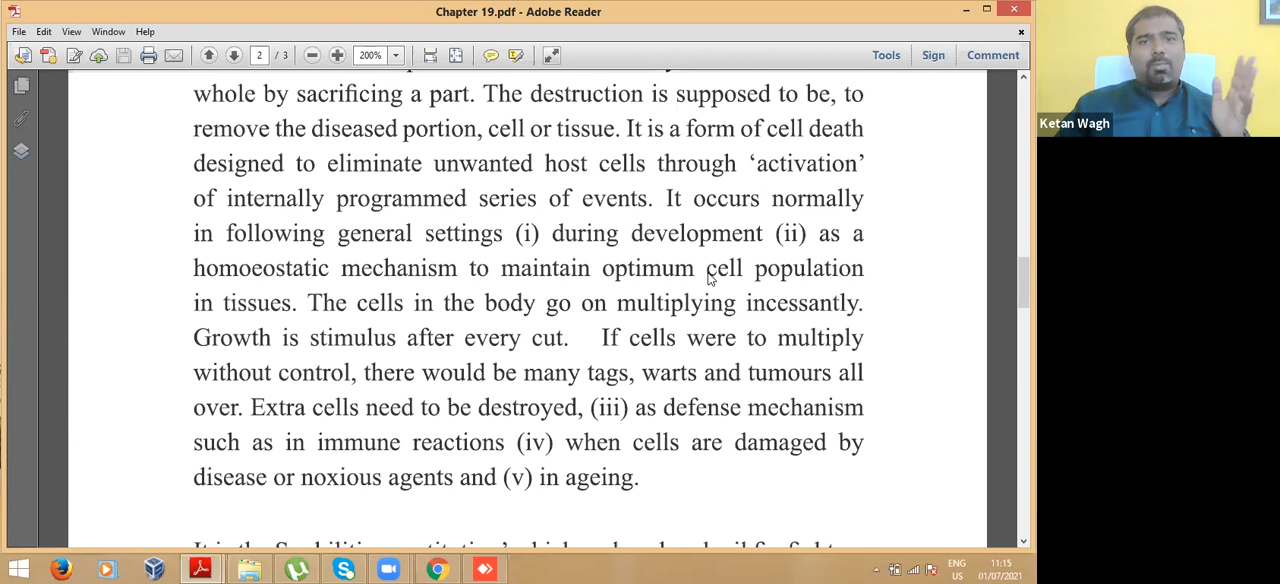 Chapter 19.pdf - Adobe Reader
File Edit View Window Help
2 / 3 200% Tools Sign Comment
Ketan Wagh
whole by sacrificing a part. The destruction is supposed to be, to
remove the diseased portion, cell or tissue. It is a form of cell death
designed to eliminate unwanted host cells through ‘activation’
of internally programmed series of events. It occurs normally
in following general settings (i) during development (ii) as a
homoeostatic mechanism to maintain optimum cell population
in tissues. The cells in the body go on multiplying incessantly.
Growth is stimulus after every cut. If cells were to multiply
without control, there would be many tags, warts and tumours all
over. Extra cells need to be destroyed, (iii) as defense mechanism
such as in immune reactions (iv) when cells are damaged by
disease or noxious agents and (v) in ageing.
ENG 11:15
US 01/07/2021